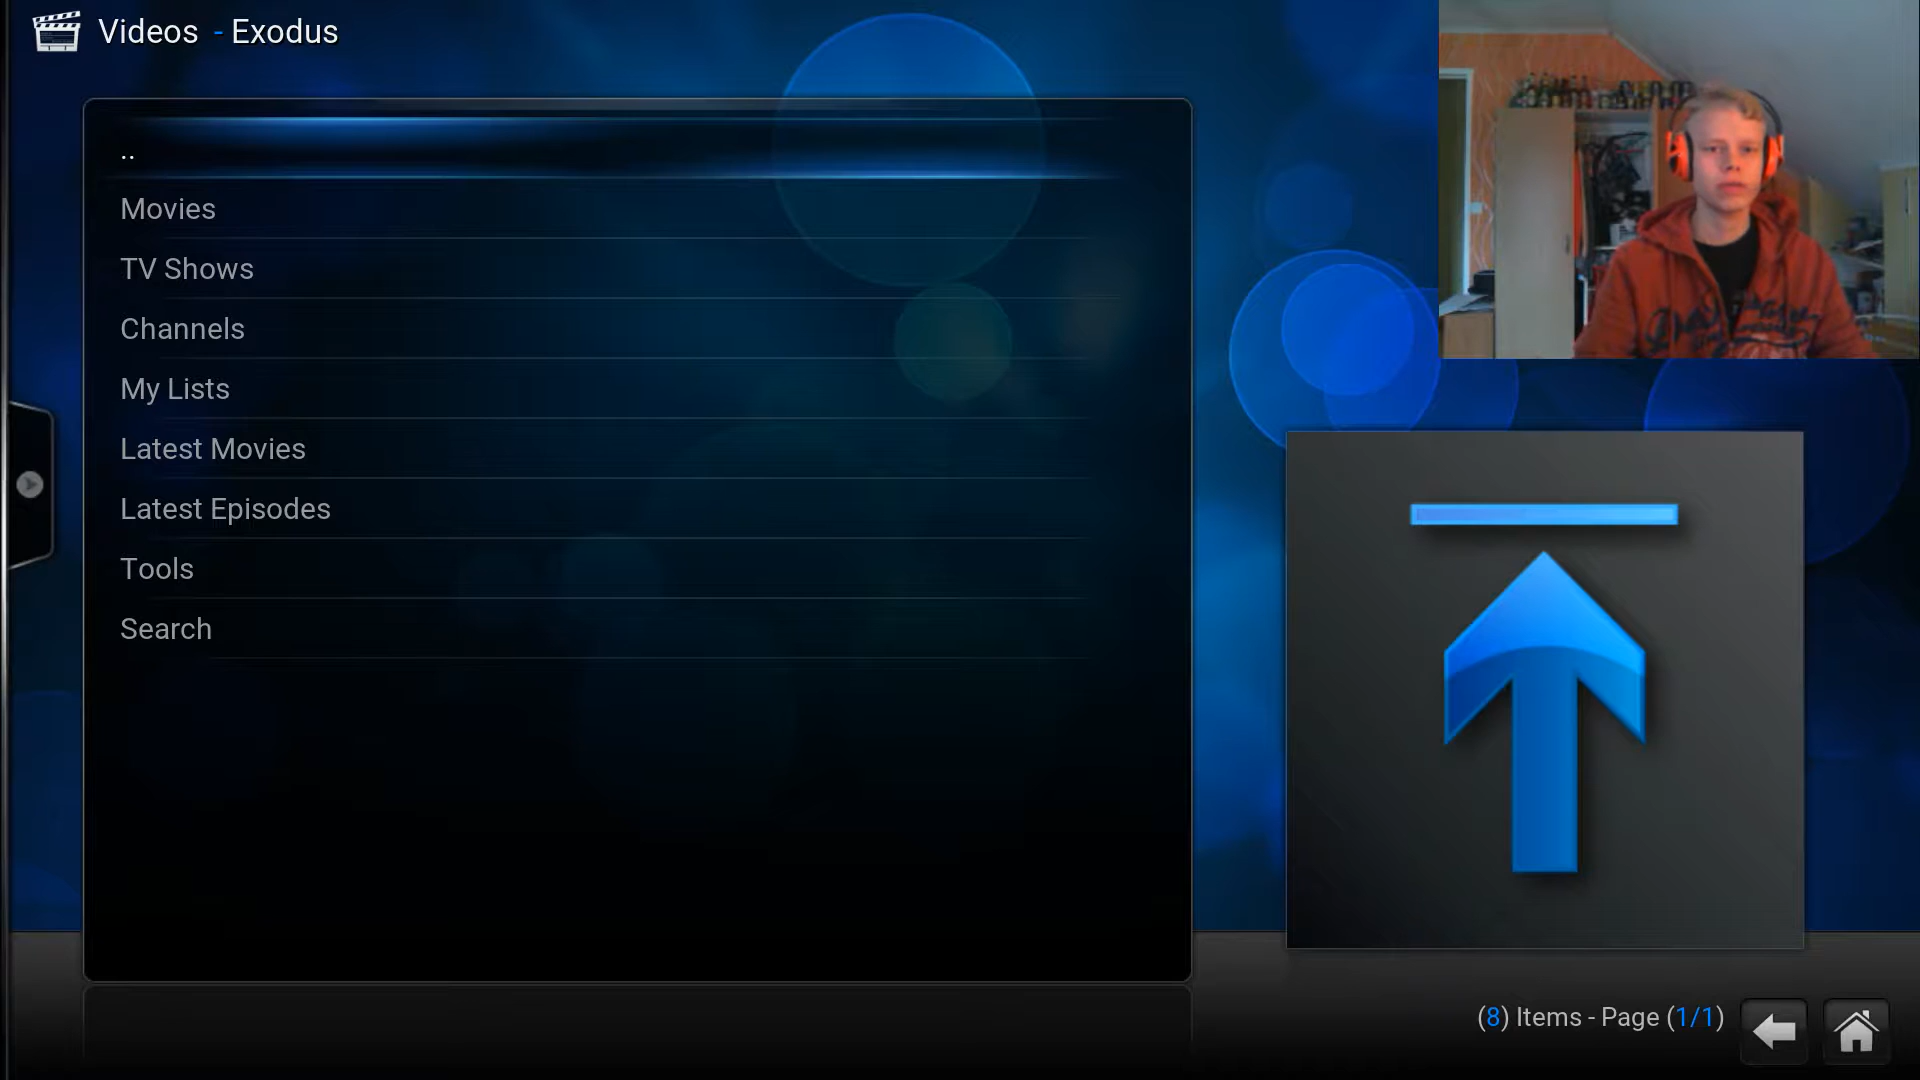 Videos - Exodus
..
Movies
TV Shows
Channels
My Lists
Latest Movies
Latest Episodes
Tools
Search
(8) Items - Page (1/1)